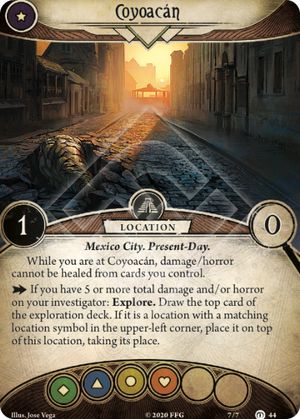 Coyoacán
1
LOCATION
0
Mexico City. Present-Day.
While you are at Coyoacán, damage/horror
cannot be healed from cards you control.
If you have 5 or more total damage and/or horror
on your investigator: Explore. Draw the top card of
the exploration deck. If it is a location with a matching
location symbol in the upper-left corner, place it on top
of this location, taking its place.
Illus. Jose Vega
© 2020 FFG
7/7
44